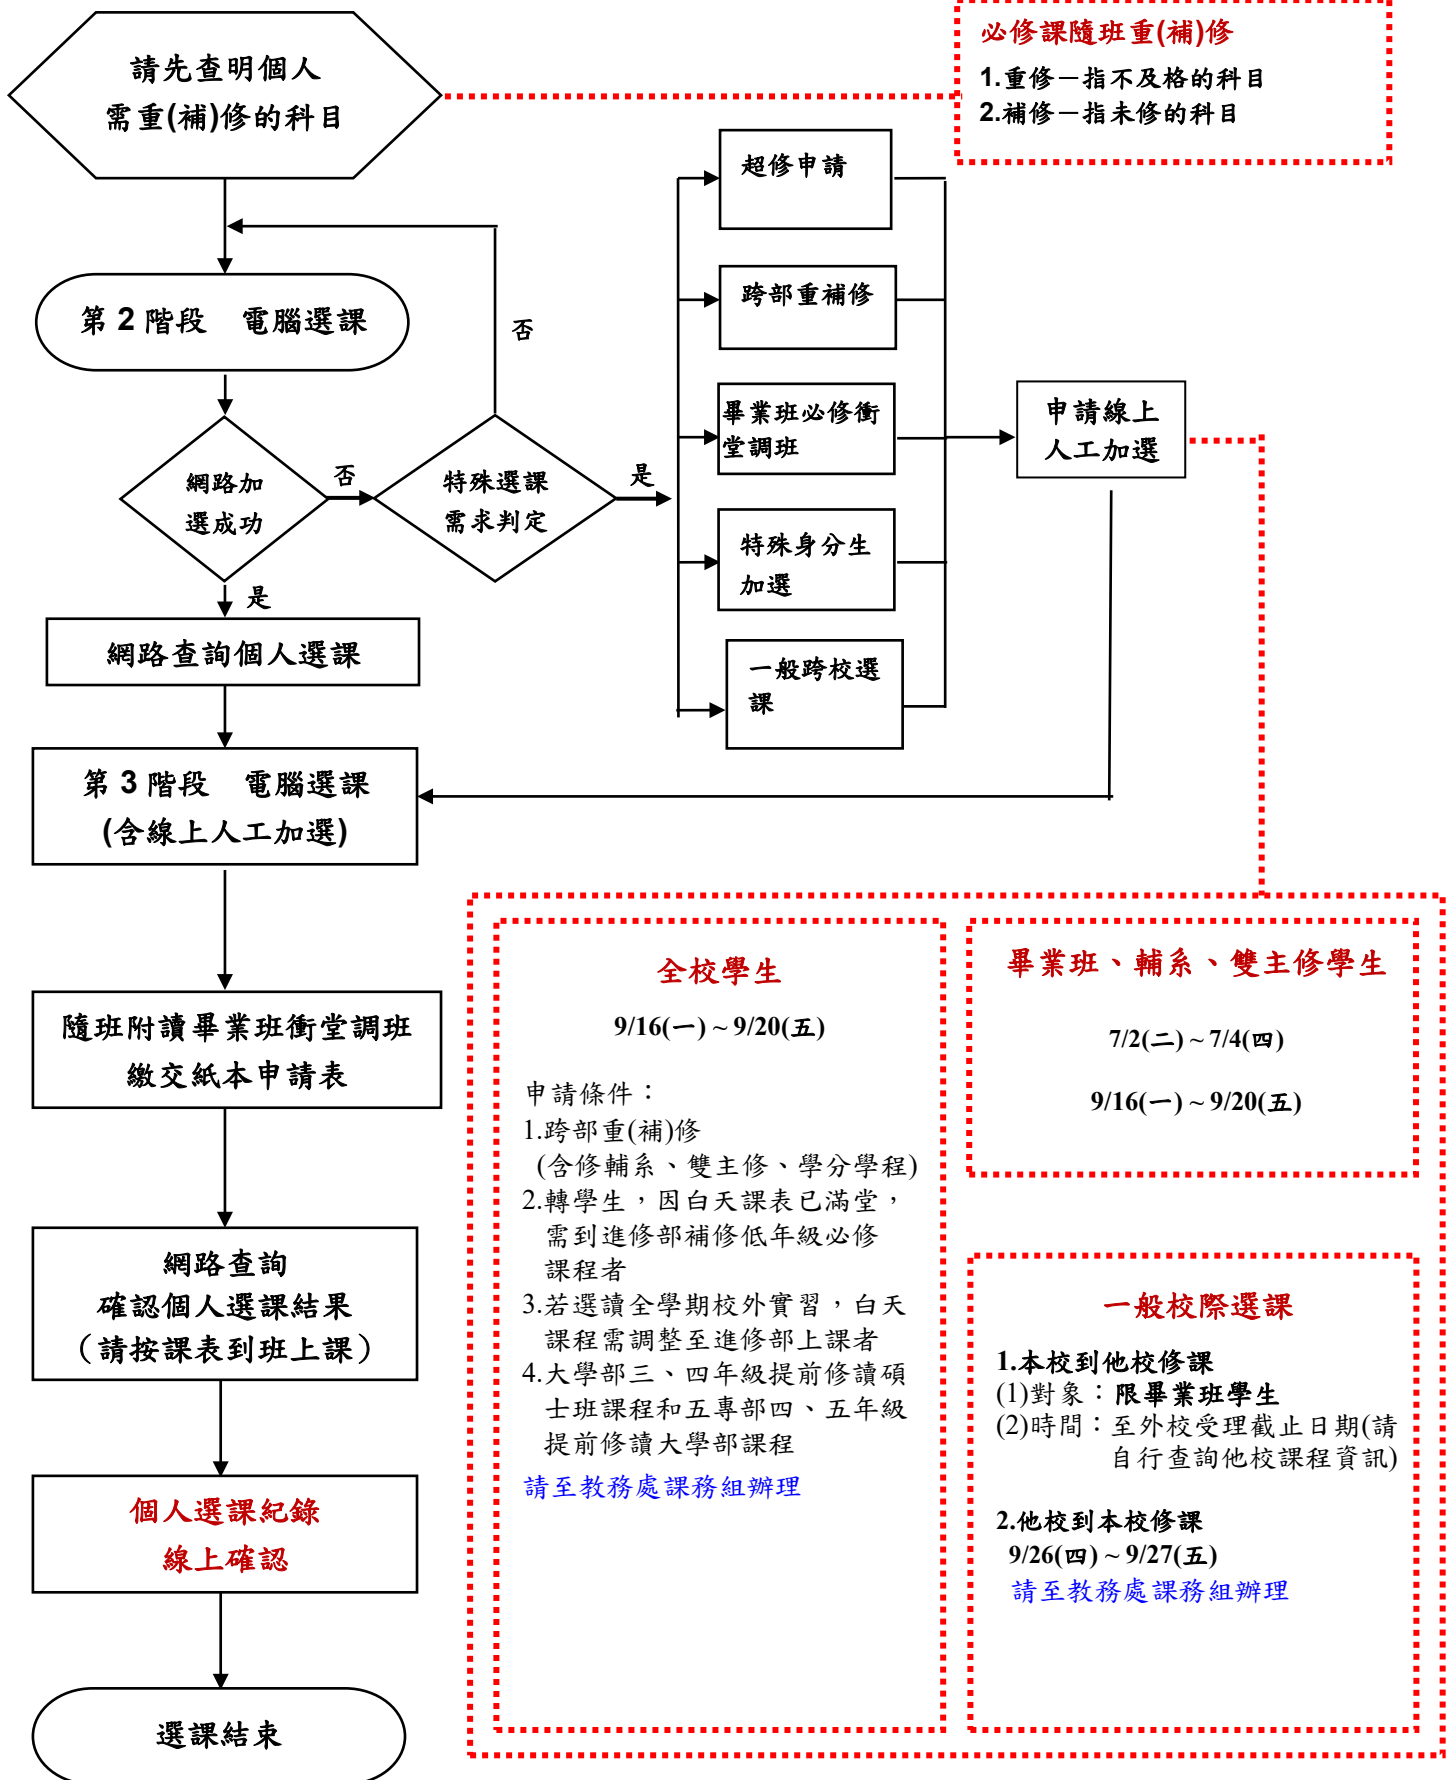 請先查明個人
需重(補)修的科目
必修課隨班重(補)修
1.重修－指不及格的科目
2.補修－指未修的科目
超修申請
跨部重補修
畢業班必修衝
堂調班
特殊身分生
加選
一般跨校選
課
申請線上
人工加選
第 2 階段　電腦選課
否
網路加
選成功
否
特殊選課
需求判定
是
是
網路查詢個人選課
第 3 階段　電腦選課
(含線上人工加選)
隨班附讀畢業班衝堂調班
繳交紙本申請表
網路查詢
確認個人選課結果
（請按課表到班上課）
個人選課紀錄
線上確認
選課結束
全校學生
9/16(一) ~ 9/20(五)
申請條件：
1.跨部重(補)修
(含修輔系、雙主修、學分學程)
2.轉學生，因白天課表已滿堂，
需到進修部補修低年級必修
課程者
3.若選讀全學期校外實習，白天
課程需調整至進修部上課者
4.大學部三、四年級提前修讀碩
士班課程和五專部四、五年級
提前修讀大學部課程
請至教務處課務組辦理
畢業班、輔系、雙主修學生
7/2(二) ~ 7/4(四)
9/16(一) ~ 9/20(五)
一般校際選課
1.本校到他校修課
(1)對象：限畢業班學生
(2)時間：至外校受理截止日期(請
自行查詢他校課程資訊)
2.他校到本校修課
9/26(四) ~ 9/27(五)
請至教務處課務組辦理